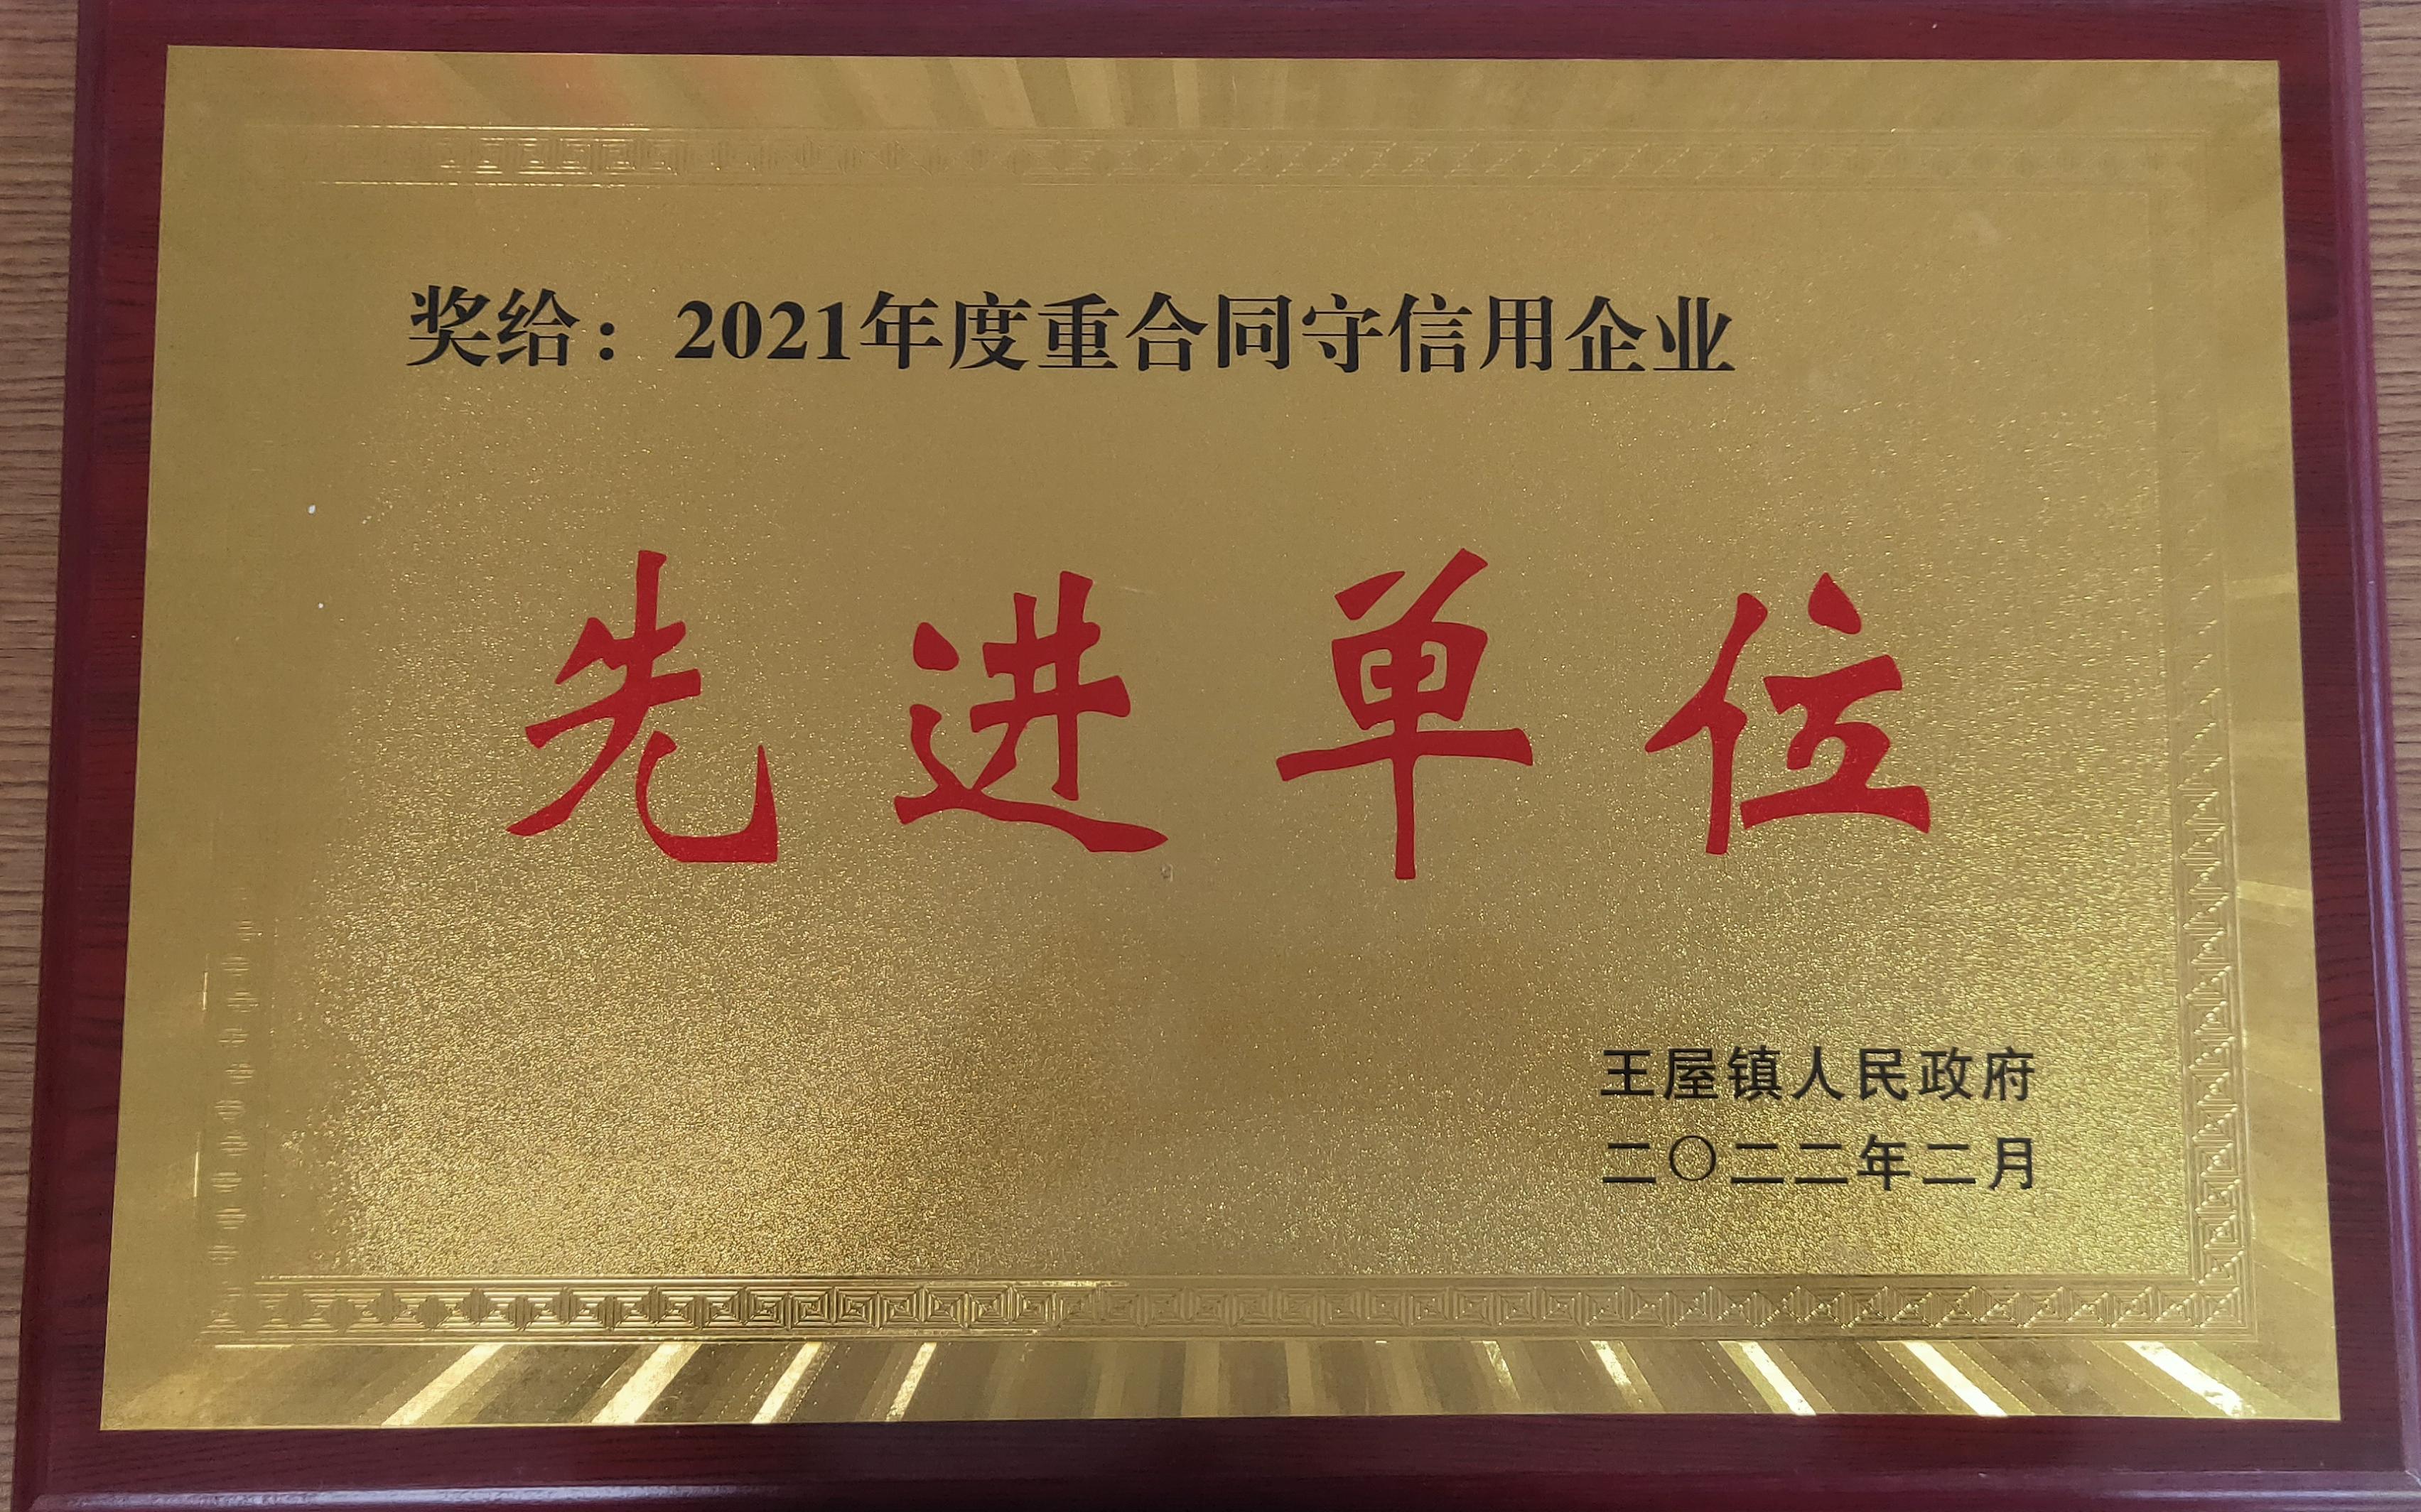 奖给：2021年度重合同守信用企业
先进单位
王屋镇人民政府
二〇二二年二月